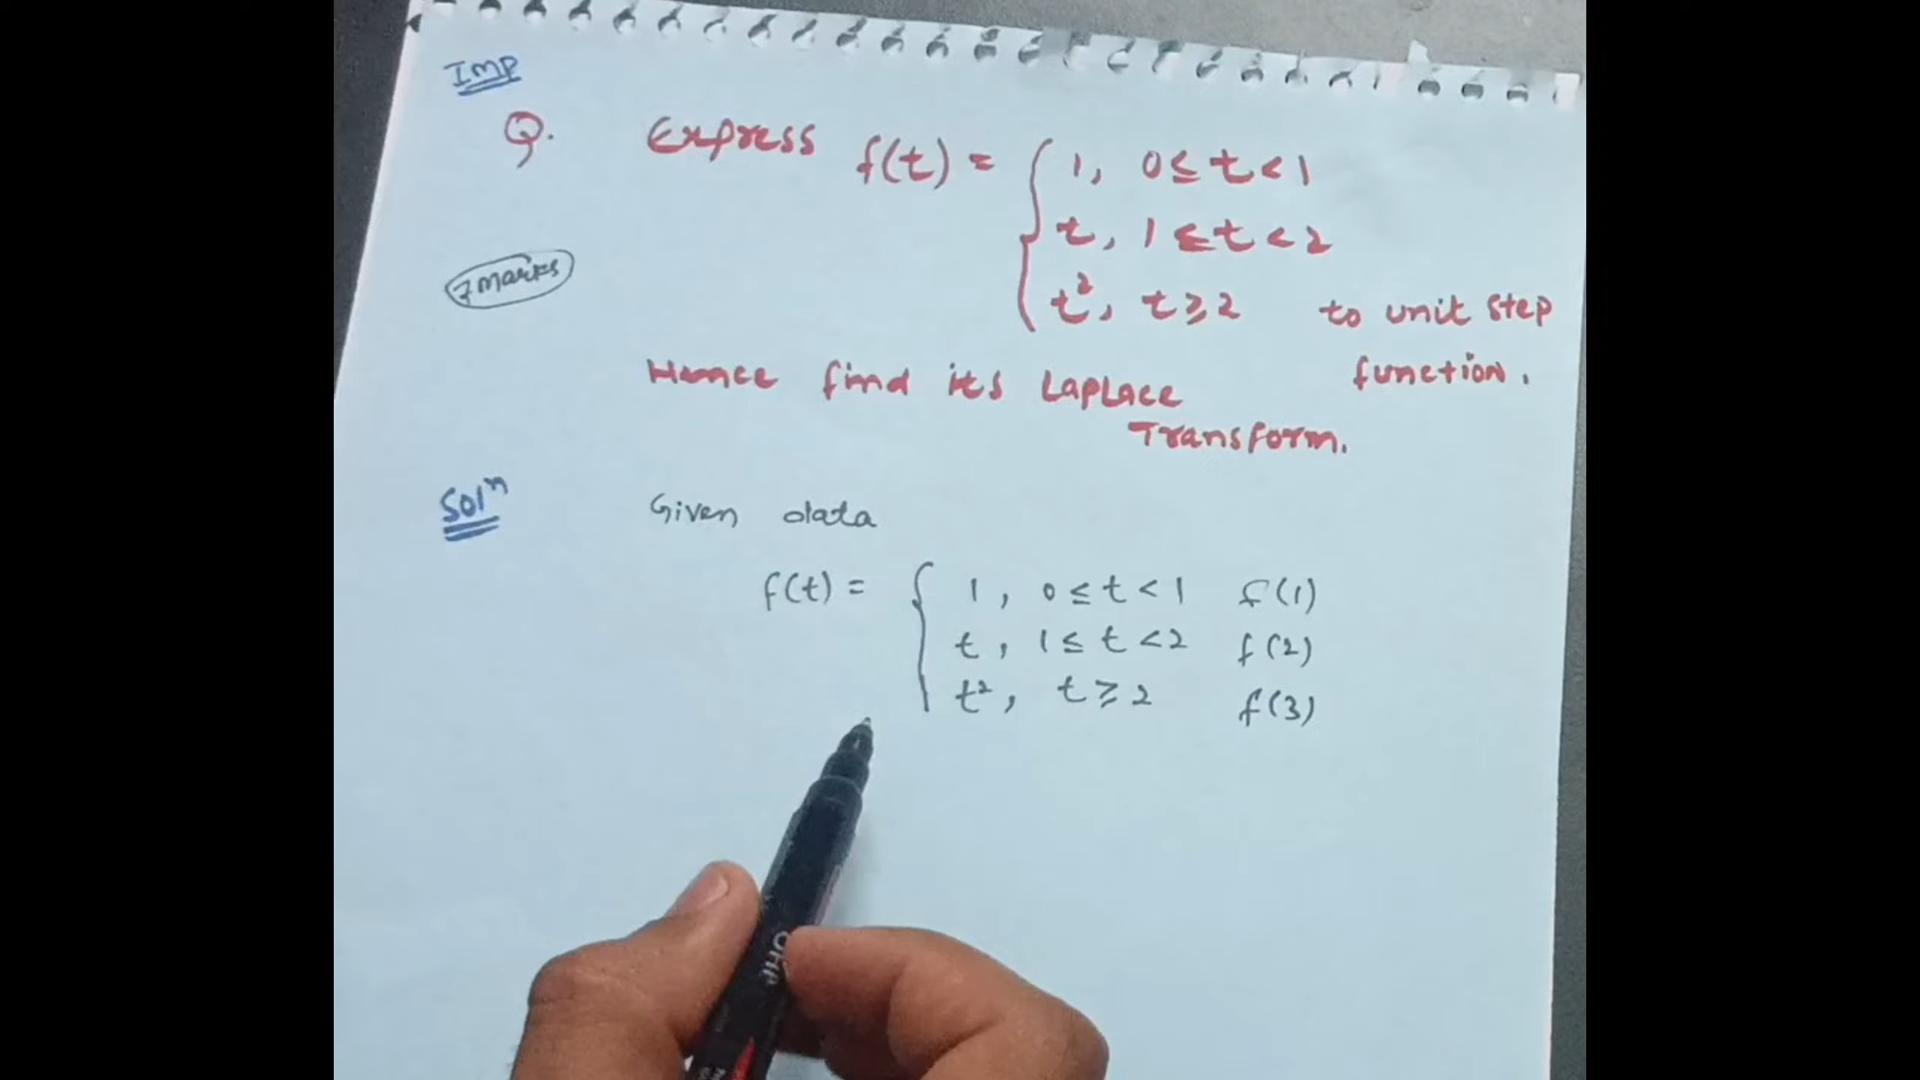 Imp
Q. Express f(t) = { 1, 0 ≤ t < 1
t, 1 ≤ t < 2
t², t ≥ 2 to unit step
function.
Hence find its Laplace
Transform.
7 marks
Solⁿ Given data
f(t) = { 1, 0 ≤ t < 1 f(1)
t, 1 ≤ t < 2 f(2)
t², t ≥ 2 f(3)
OHP